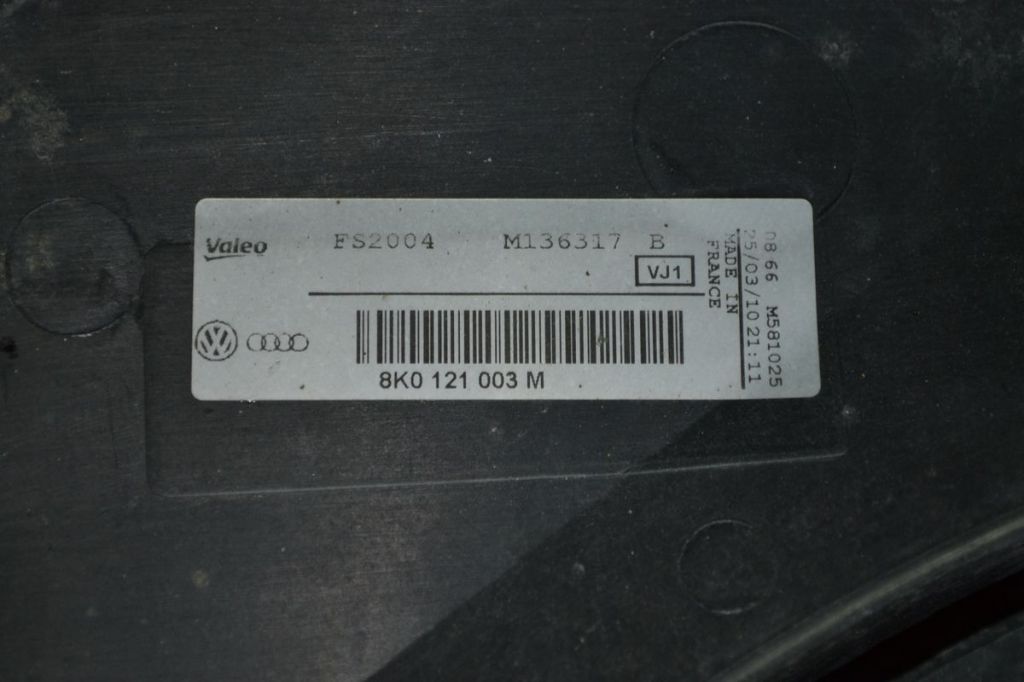 Valeo
FS2004 M136317 B
VJ1
8K0 121 003 M
MADE IN
FRANCE
08 66 M581025
25/03/10 21:11